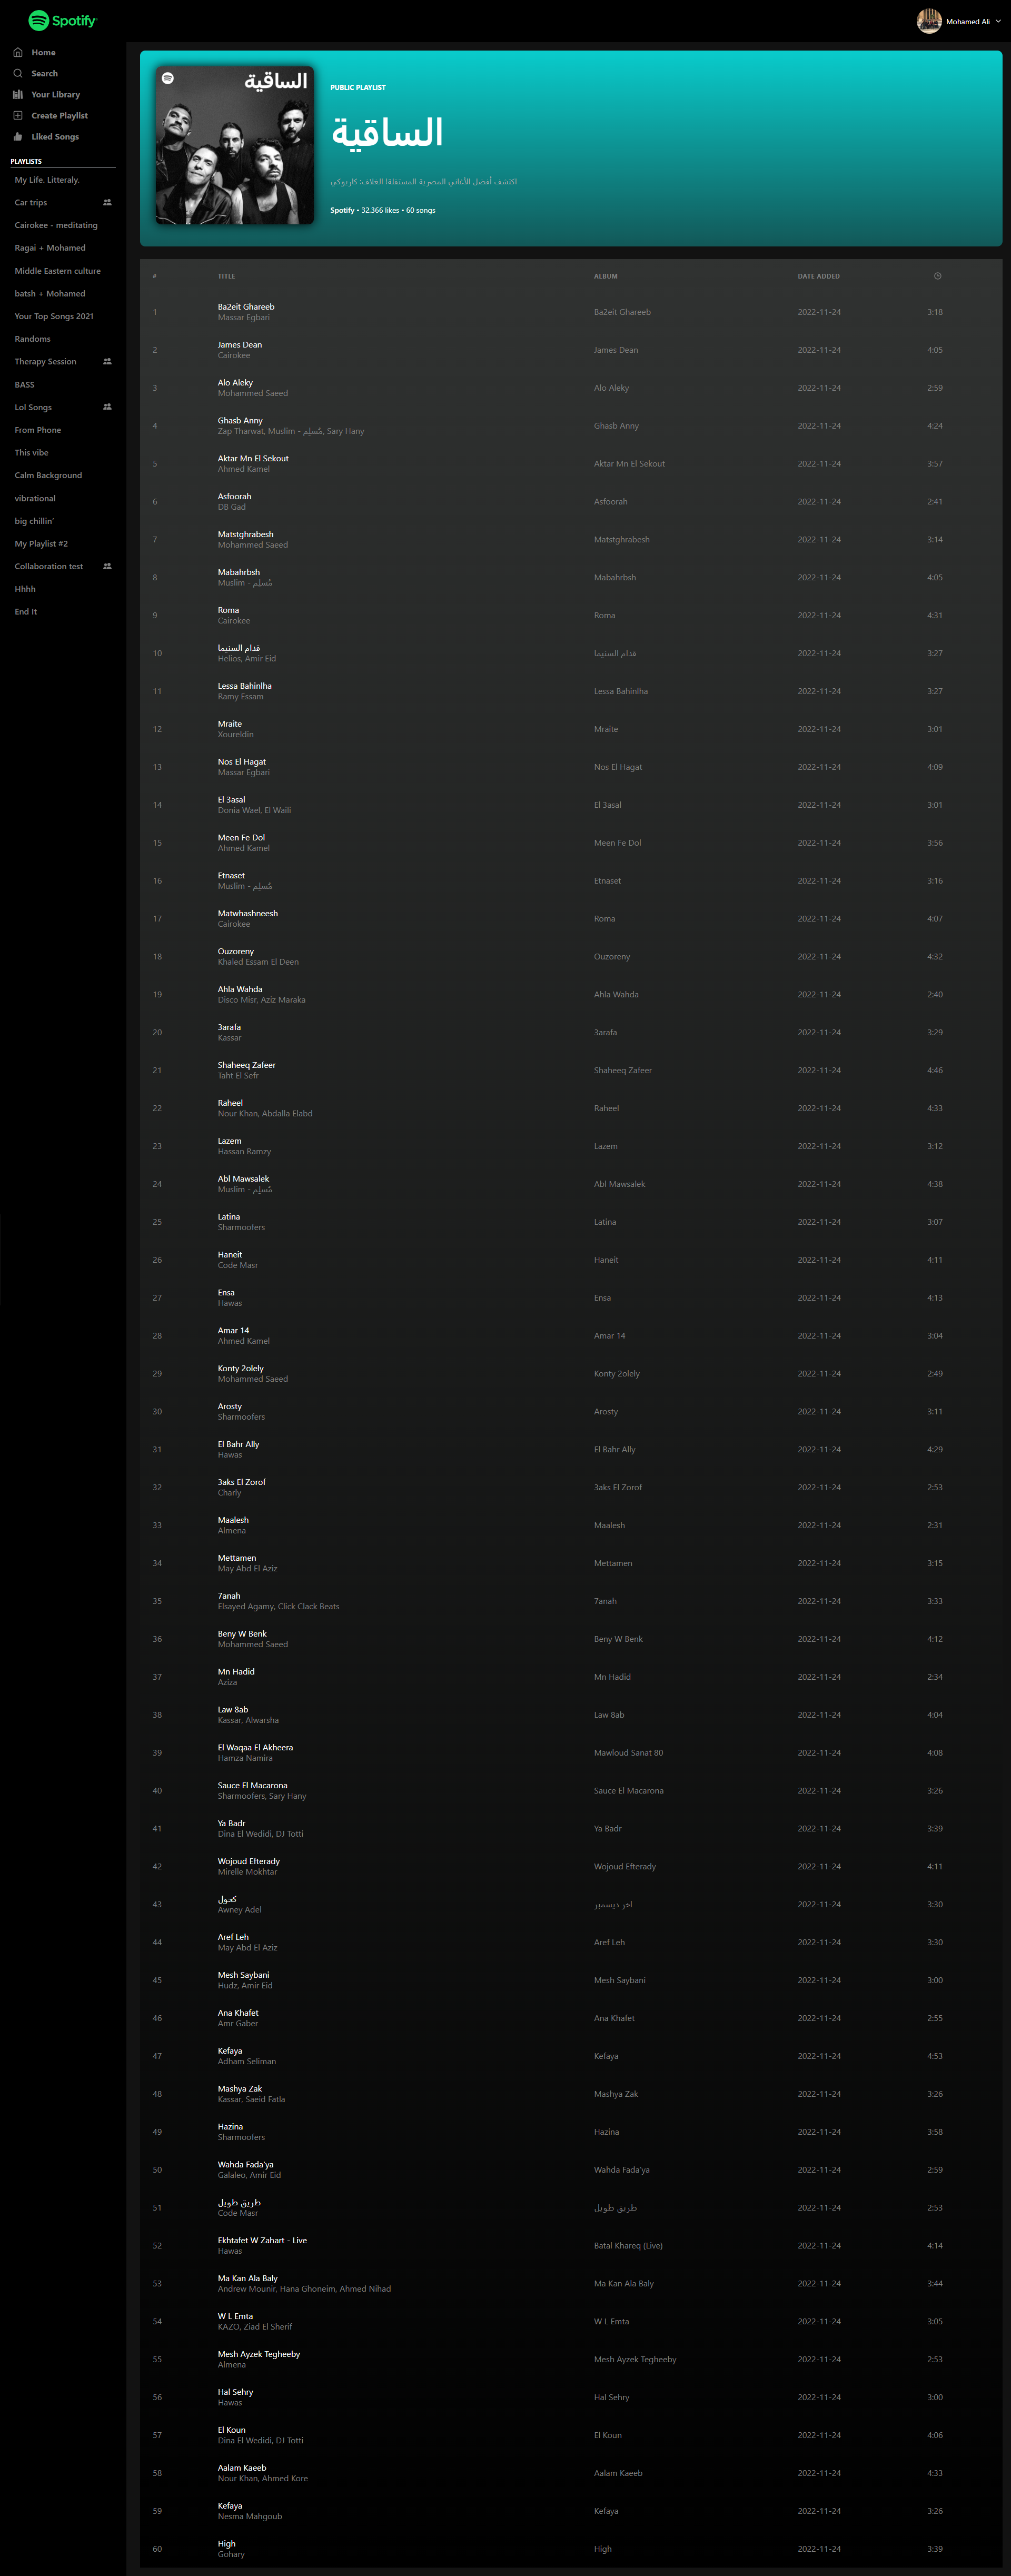 Spotify
Mohamed Ali
Home
Search
Your Library
Create Playlist
Liked Songs
PLAYLISTS
My Life. Litteraly.
Car trips
Cairokee - meditating
Ragai + Mohamed
Middle Eastern culture
batsh + Mohamed
Your Top Songs 2021
Randoms
Therapy Session
BASS
Lol Songs
From Phone
This vibe
Calm Background
vibrational
big chillin'
My Playlist #2
Collaboration test
Hhhh
End It
الساقية
PUBLIC PLAYLIST
الساقية
اكتشف أفضل الأغاني المصرية المستقلة! الغلاف: كاريوكي
Spotify • 32,366 likes • 60 songs
# TITLE ALBUM DATE ADDED
1 Ba2eit Ghareeb Ba2eit Ghareeb 2022-11-24 3:18
Massar Egbari
2 James Dean James Dean 2022-11-24 4:05
Cairokee
3 Alo Aleky Alo Aleky 2022-11-24 2:59
Mohammed Saeed
4 Ghasb Anny Ghasb Anny 2022-11-24 4:24
Zap Tharwat, Muslim - مُسلِم, Sary Hany
5 Aktar Mn El Sekout Aktar Mn El Sekout 2022-11-24 3:57
Ahmed Kamel
6 Asfoorah Asfoorah 2022-11-24 2:41
DB Gad
7 Matstghrabesh Matstghrabesh 2022-11-24 3:14
Mohammed Saeed
8 Mabahrbsh Mabahrbsh 2022-11-24 4:05
Muslim - مُسلِم
9 Roma Roma 2022-11-24 4:31
Cairokee
10 قدام السنيما قدام السنيما 2022-11-24 3:27
Helios, Amir Eid
11 Lessa Bahinlha Lessa Bahinlha 2022-11-24 3:27
Ramy Essam
12 Mraite Mraite 2022-11-24 3:01
Xoureldin
13 Nos El Hagat Nos El Hagat 2022-11-24 4:09
Massar Egbari
14 El 3asal El 3asal 2022-11-24 3:01
Donia Wael, El Waili
15 Meen Fe Dol Meen Fe Dol 2022-11-24 3:56
Ahmed Kamel
16 Etnaset Etnaset 2022-11-24 3:16
Muslim - مُسلِم
17 Matwhashneesh Roma 2022-11-24 4:07
Cairokee
18 Ouzoreny Ouzoreny 2022-11-24 4:32
Khaled Essam El Deen
19 Ahla Wahda Ahla Wahda 2022-11-24 2:40
Disco Misr, Aziz Maraka
20 3arafa 3arafa 2022-11-24 3:29
Kassar
21 Shaheeq Zafeer Shaheeq Zafeer 2022-11-24 4:46
Taht El Sefr
22 Raheel Raheel 2022-11-24 4:33
Nour Khan, Abdalla Elabd
23 Lazem Lazem 2022-11-24 3:12
Hassan Ramzy
24 Abl Mawsalek Abl Mawsalek 2022-11-24 4:38
Muslim - مُسلِم
25 Latina Latina 2022-11-24 3:07
Sharmoofers
26 Haneit Haneit 2022-11-24 4:11
Code Masr
27 Ensa Ensa 2022-11-24 4:13
Hawas
28 Amar 14 Amar 14 2022-11-24 3:04
Ahmed Kamel
29 Konty 2olely Konty 2olely 2022-11-24 2:49
Mohammed Saeed
30 Arosty Arosty 2022-11-24 3:11
Sharmoofers
31 El Bahr Ally El Bahr Ally 2022-11-24 4:29
Hawas
32 3aks El Zorof 3aks El Zorof 2022-11-24 2:53
Charly
33 Maalesh Maalesh 2022-11-24 2:31
Almena
34 Mettamen Mettamen 2022-11-24 3:15
May Abd El Aziz
35 7anah 7anah 2022-11-24 3:33
Elsayed Agamy, Click Clack Beats
36 Beny W Benk Beny W Benk 2022-11-24 4:12
Mohammed Saeed
37 Mn Hadid Mn Hadid 2022-11-24 2:34
Aziza
38 Law 8ab Law 8ab 2022-11-24 4:04
Kassar, Alwarsha
39 El Waqaa El Akheera Mawloud Sanat 80 2022-11-24 4:08
Hamza Namira
40 Sauce El Macarona Sauce El Macarona 2022-11-24 3:26
Sharmoofers, Sary Hany
41 Ya Badr Ya Badr 2022-11-24 3:39
Dina El Wedidi, DJ Totti
42 Wojoud Efterady Wojoud Efterady 2022-11-24 4:11
Mirelle Mokhtar
43 كحول اخر ديسمبر 2022-11-24 3:30
Awney Adel
44 Aref Leh Aref Leh 2022-11-24 3:30
May Abd El Aziz
45 Mesh Saybani Mesh Saybani 2022-11-24 3:00
Hudz, Amir Eid
46 Ana Khafet Ana Khafet 2022-11-24 2:55
Amr Gaber
47 Kefaya Kefaya 2022-11-24 4:53
Adham Seliman
48 Mashya Zak Mashya Zak 2022-11-24 3:26
Kassar, Saeid Fatla
49 Hazina Hazina 2022-11-24 3:58
Sharmoofers
50 Wahda Fada'ya Wahda Fada'ya 2022-11-24 2:59
Galaleo, Amir Eid
51 طريق طويل طريق طويل 2022-11-24 2:53
Code Masr
52 Ekhtafet W Zahart - Live Batal Khareq (Live) 2022-11-24 4:14
Hawas
53 Ma Kan Ala Baly Ma Kan Ala Baly 2022-11-24 3:44
Andrew Mounir, Hana Ghoneim, Ahmed Nihad
54 W L Emta W L Emta 2022-11-24 3:05
KAZO, Ziad El Sherif
55 Mesh Ayzek Tegheeby Mesh Ayzek Tegheeby 2022-11-24 2:53
Almena
56 Hal Sehry Hal Sehry 2022-11-24 3:00
Hawas
57 El Koun El Koun 2022-11-24 4:06
Dina El Wedidi, DJ Totti
58 Aalam Kaeeb Aalam Kaeeb 2022-11-24 4:33
Nour Khan, Ahmed Kore
59 Kefaya Kefaya 2022-11-24 3:26
Nesma Mahgoub
60 High High 2022-11-24 3:39
Gohary